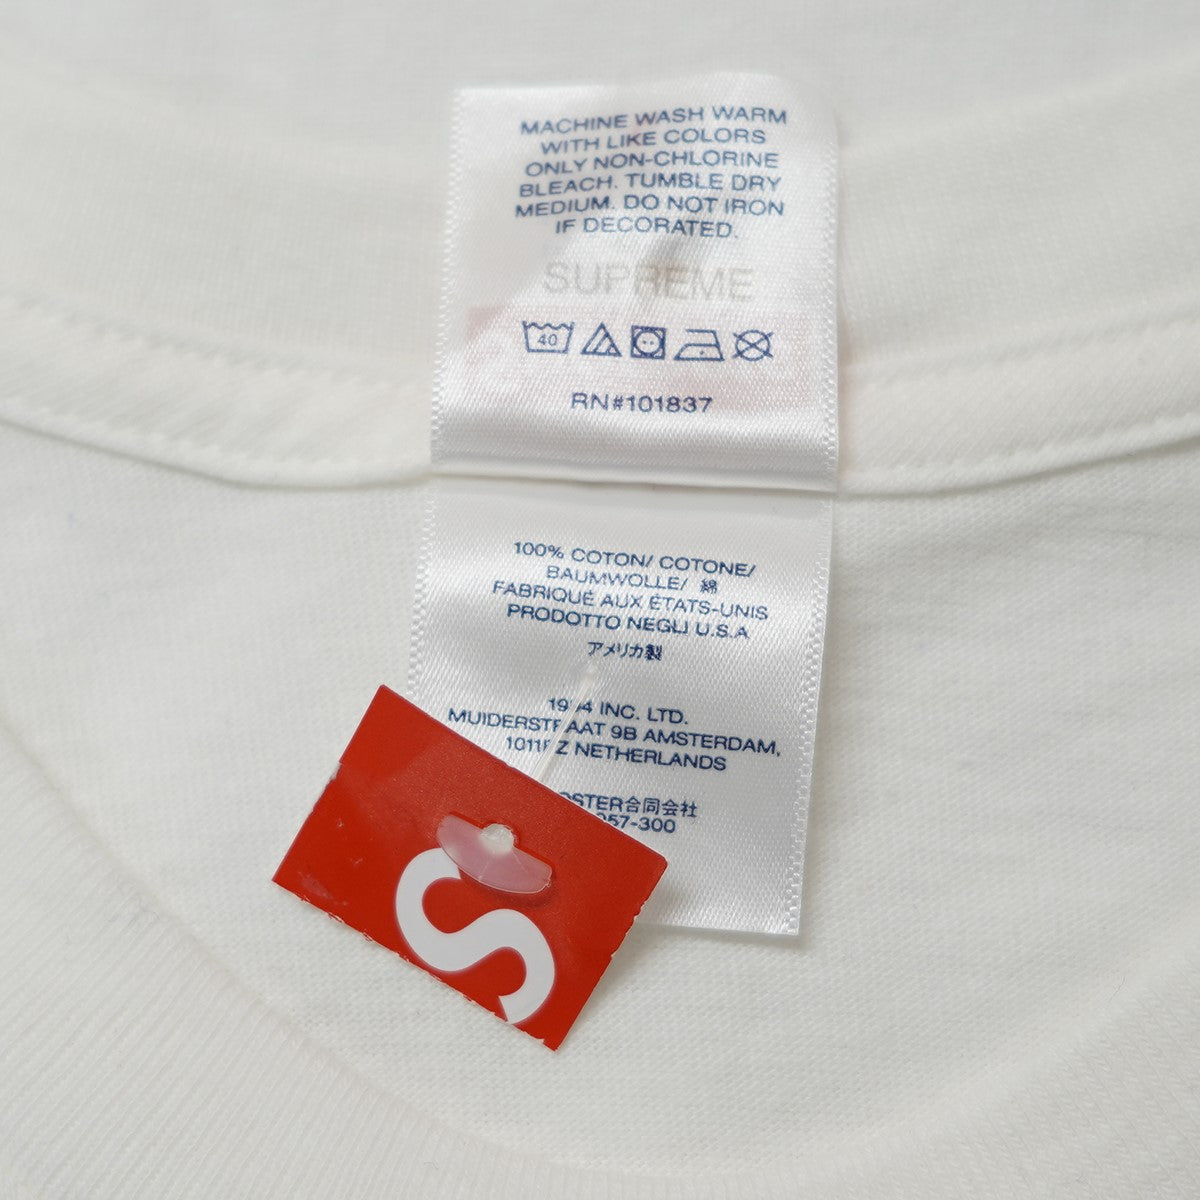 MACHINE WASH WARM
WITH LIKE COLORS
ONLY NON-CHLORINE
BLEACH. TUMBLE DRY
MEDIUM. DO NOT IRON
IF DECORATED.
SUPREME
40
RN#101837
100% COTON/ COTONE/
BAUMWOLLE/ 綿
FABRIQUÉ AUX ÉTATS-UNIS
PRODOTTO NEGLI U.S.A
アメリカ製
INC. LTD.
9B AMSTERDAM,
NETHERLANDS
合同会社
-300
S